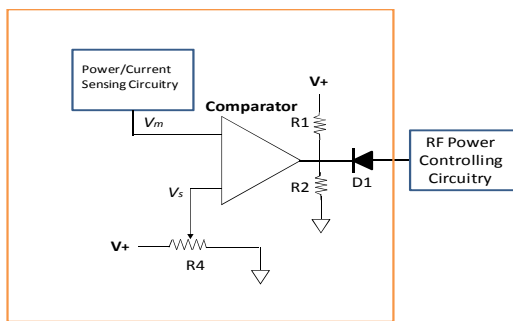 Power/Current
Sensing Circuitry
Vm
Comparator
V+
R1
R2
D1
RF Power
Controlling
Circuitry
Vs
V+
R4